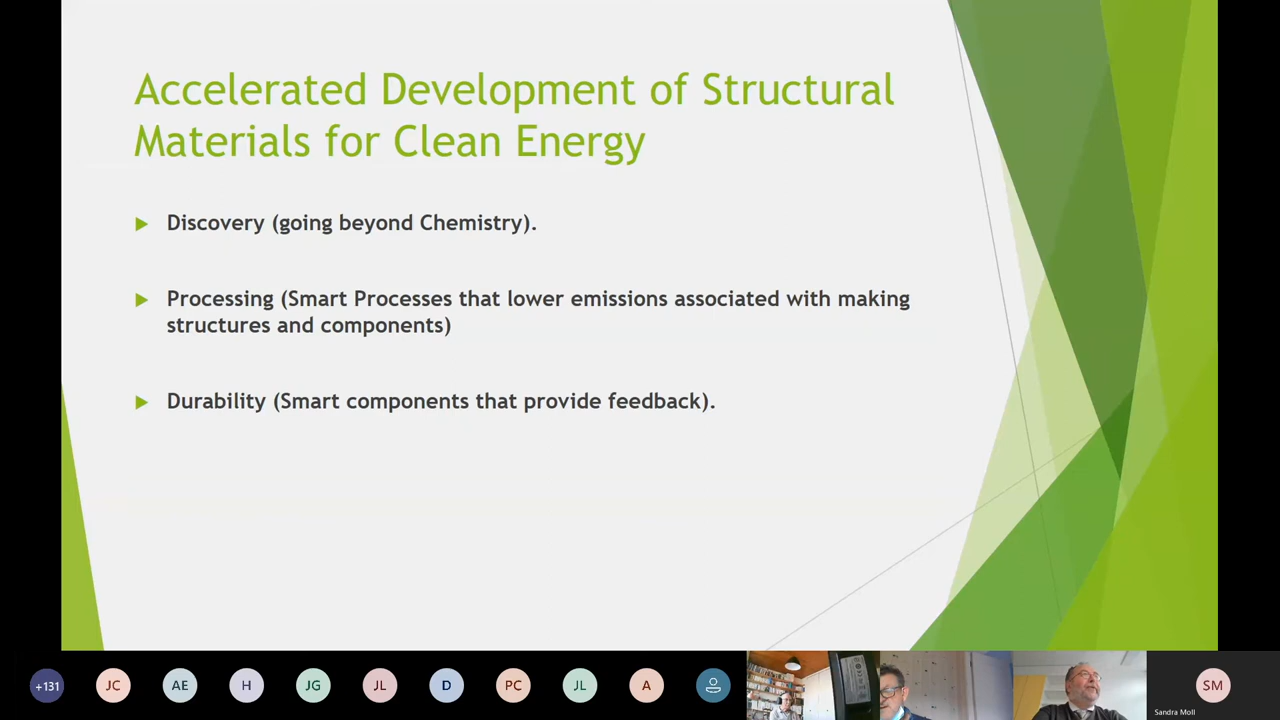 Accelerated Development of Structural
Materials for Clean Energy
Discovery (going beyond Chemistry).
Processing (Smart Processes that lower emissions associated with making
structures and components)
Durability (Smart components that provide feedback).
+131
JC
AE
H
JG
JL
D
PC
JL
A
SM
Sandra Moll